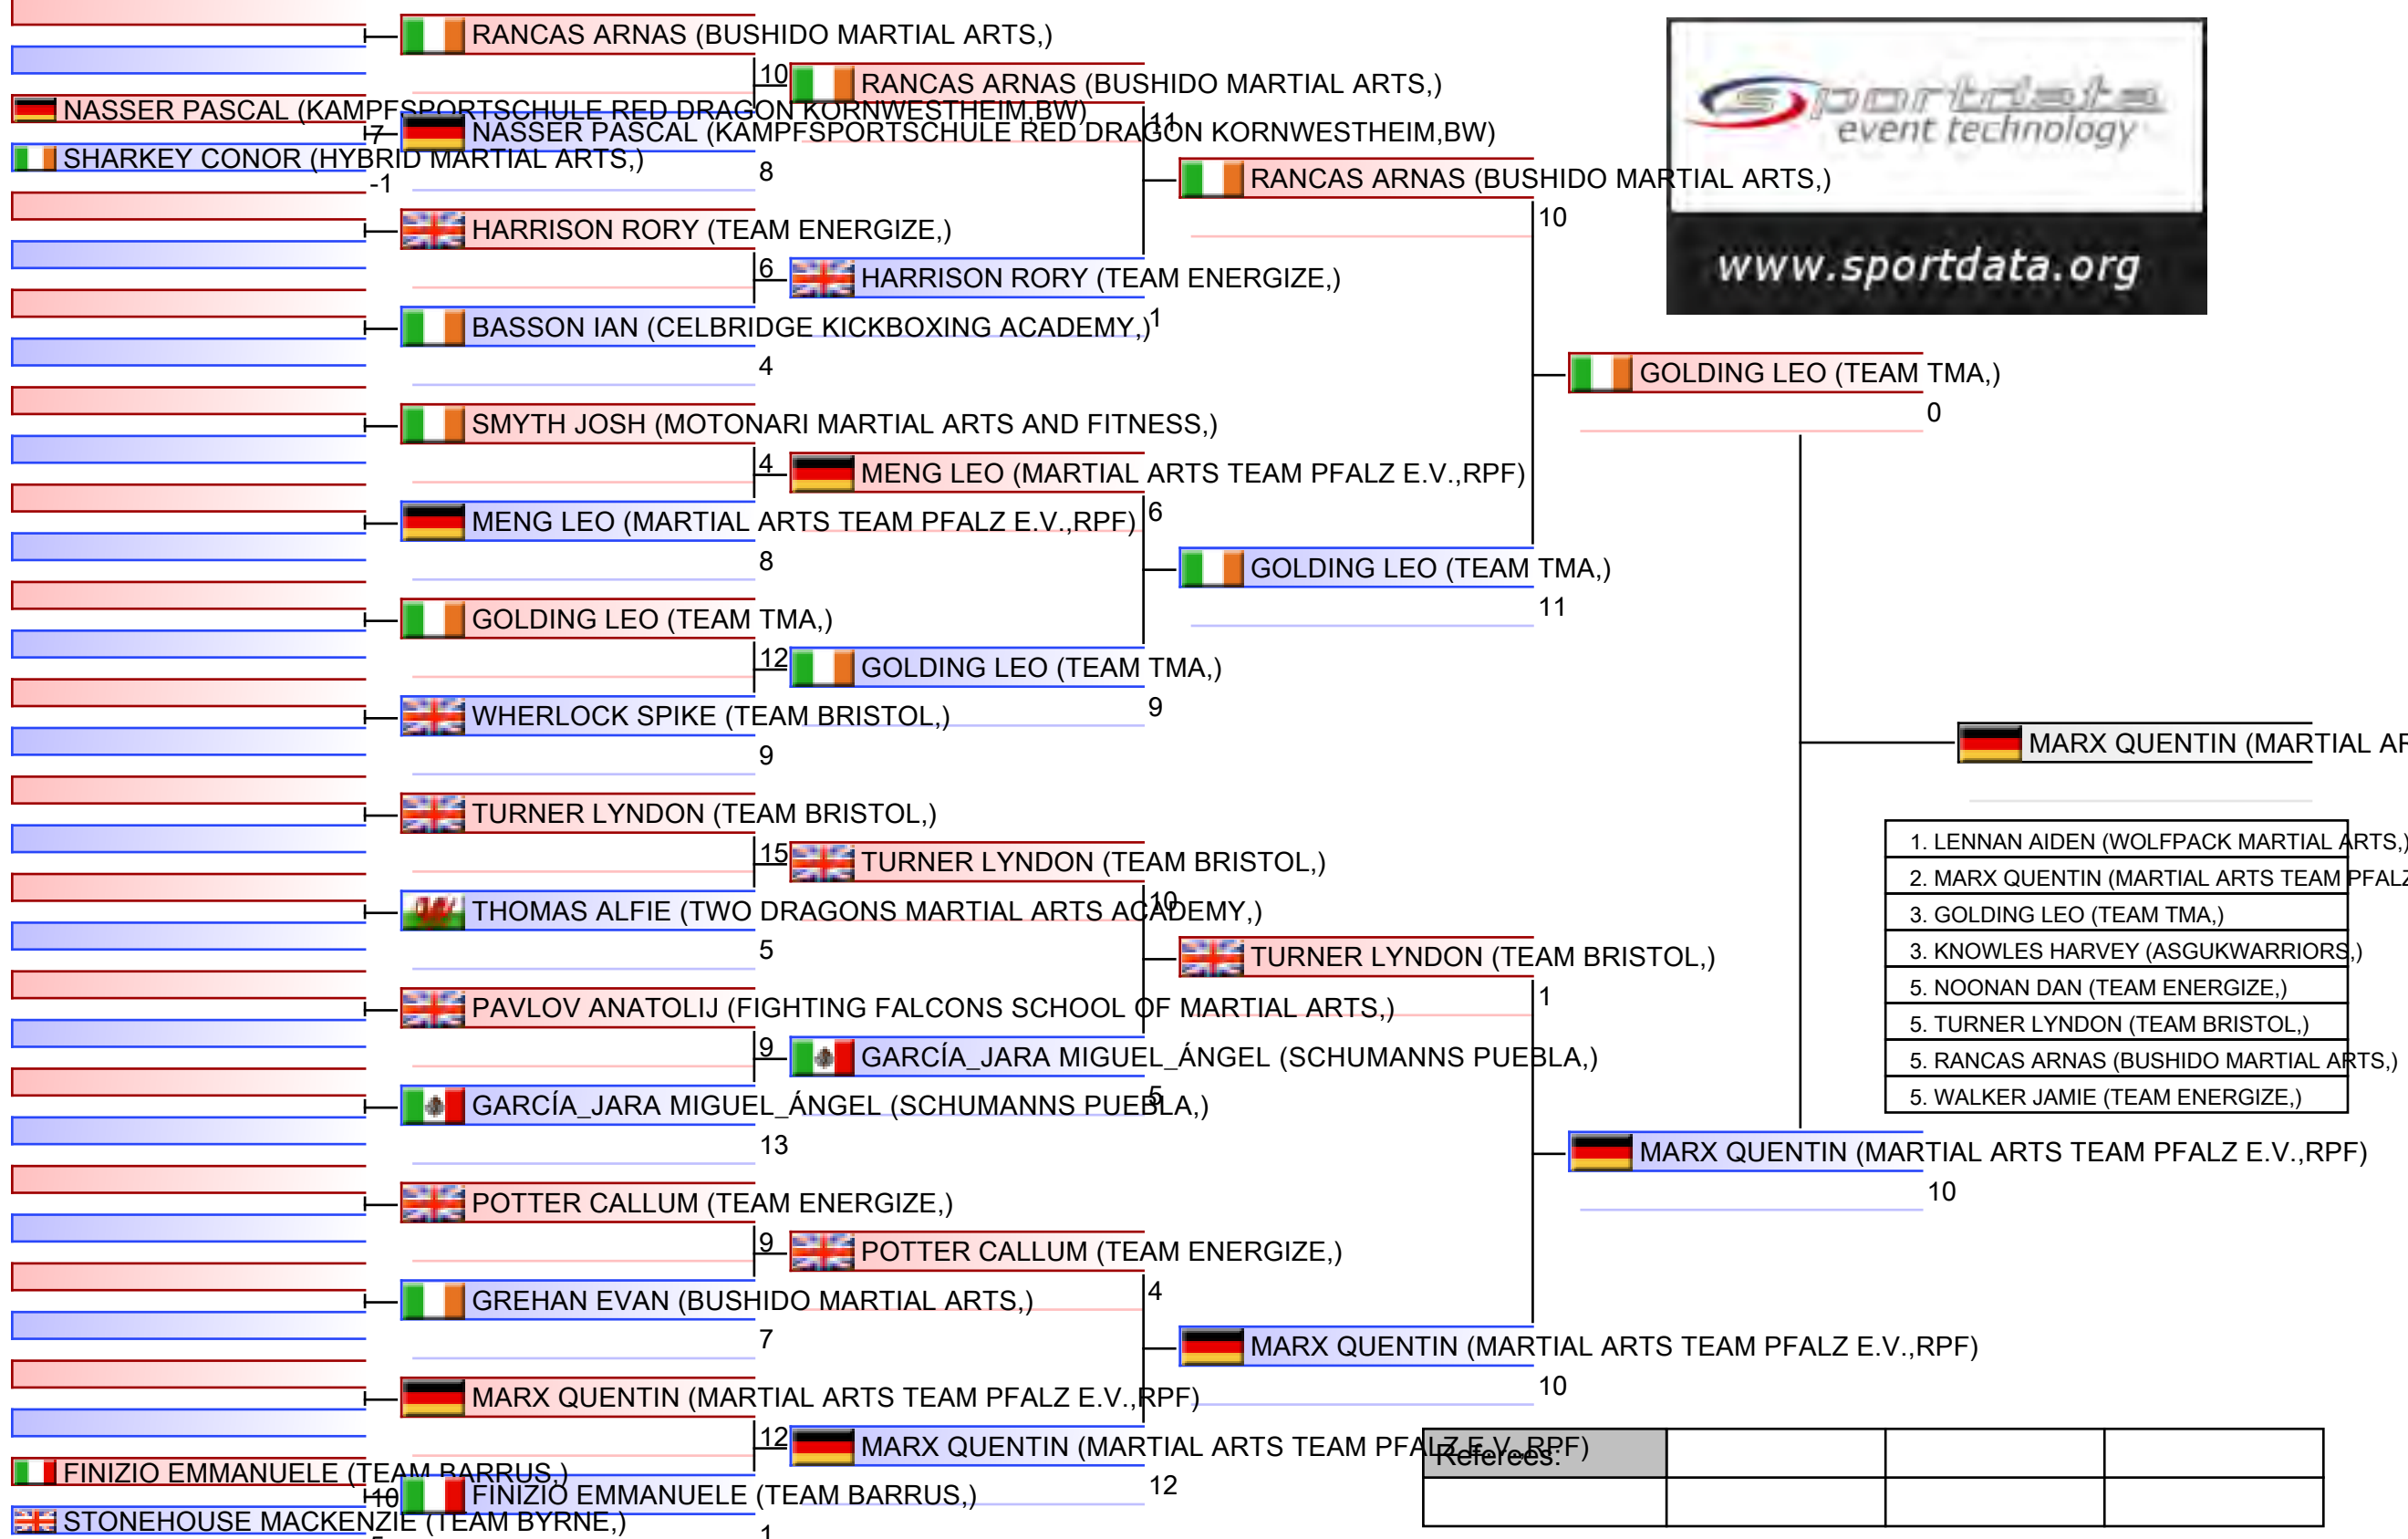 RANCAS ARNAS (BUSHIDO MARTIAL ARTS,)
10
NASSER PASCAL (KAMPFSPORTSCHULE RED DRAGON KORNWESTHEIM,BW)
7
SHARKEY CONOR (HYBRID MARTIAL ARTS,)
-1
NASSER PASCAL (KAMPFSPORTSCHULE RED DRAGON KORNWESTHEIM,BW)
8
HARRISON RORY (TEAM ENERGIZE,)
6
BASSON IAN (CELBRIDGE KICKBOXING ACADEMY,)
4
SMYTH JOSH (MOTONARI MARTIAL ARTS AND FITNESS,)
4
MENG LEO (MARTIAL ARTS TEAM PFALZ E.V.,RPF)
8
GOLDING LEO (TEAM TMA,)
12
WHERLOCK SPIKE (TEAM BRISTOL,)
9
TURNER LYNDON (TEAM BRISTOL,)
15
THOMAS ALFIE (TWO DRAGONS MARTIAL ARTS ACADEMY,)
5
PAVLOV ANATOLIJ (FIGHTING FALCONS SCHOOL OF MARTIAL ARTS,)
9
GARCÍA_JARA MIGUEL_ÁNGEL (SCHUMANNS PUEBLA,)
13
POTTER CALLUM (TEAM ENERGIZE,)
9
GREHAN EVAN (BUSHIDO MARTIAL ARTS,)
7
MARX QUENTIN (MARTIAL ARTS TEAM PFALZ E.V.,RPF)
12
FINIZIO EMMANUELE (TEAM BARRUS,)
10
STONEHOUSE MACKENZIE (TEAM BYRNE,)
FINIZIO EMMANUELE (TEAM BARRUS,)
1
RANCAS ARNAS (BUSHIDO MARTIAL ARTS,)
11
HARRISON RORY (TEAM ENERGIZE,)
1
MENG LEO (MARTIAL ARTS TEAM PFALZ E.V.,RPF)
6
GOLDING LEO (TEAM TMA,)
9
TURNER LYNDON (TEAM BRISTOL,)
10
GARCÍA_JARA MIGUEL_ÁNGEL (SCHUMANNS PUEBLA,)
5
POTTER CALLUM (TEAM ENERGIZE,)
4
MARX QUENTIN (MARTIAL ARTS TEAM PFALZ E.V.,RPF)
12
RANCAS ARNAS (BUSHIDO MARTIAL ARTS,)
10
GOLDING LEO (TEAM TMA,)
11
TURNER LYNDON (TEAM BRISTOL,)
1
MARX QUENTIN (MARTIAL ARTS TEAM PFALZ E.V.,RPF)
10
GOLDING LEO (TEAM TMA,)
0
MARX QUENTIN (MARTIAL ARTS TEAM PFALZ E.V.,RPF)
10
sportdata
event technology
www.sportdata.org
MARX QUENTIN (MARTIAL AR
1. LENNAN AIDEN (WOLFPACK MARTIAL ARTS,)
2. MARX QUENTIN (MARTIAL ARTS TEAM PFALZ
3. GOLDING LEO (TEAM TMA,)
3. KNOWLES HARVEY (ASGUKWARRIORS,)
5. NOONAN DAN (TEAM ENERGIZE,)
5. TURNER LYNDON (TEAM BRISTOL,)
5. RANCAS ARNAS (BUSHIDO MARTIAL ARTS,)
5. WALKER JAMIE (TEAM ENERGIZE,)
Referees: